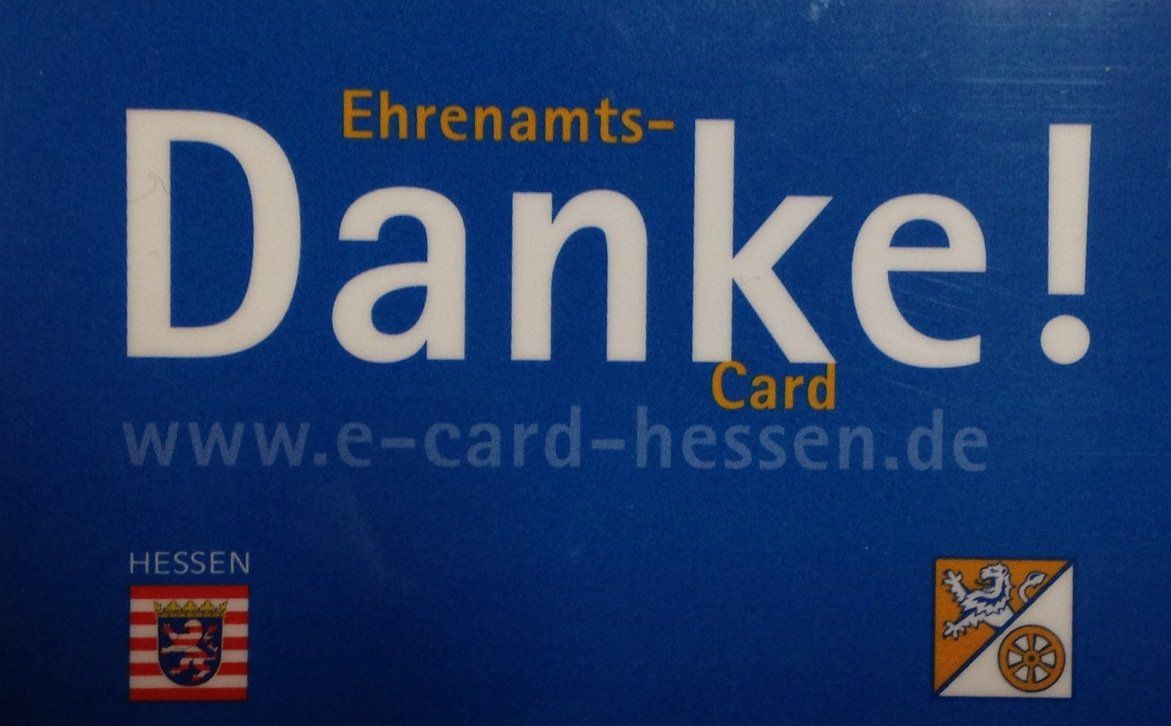 Ehrenamts-
Danke!
Card
www.e-card-hessen.de
HESSEN